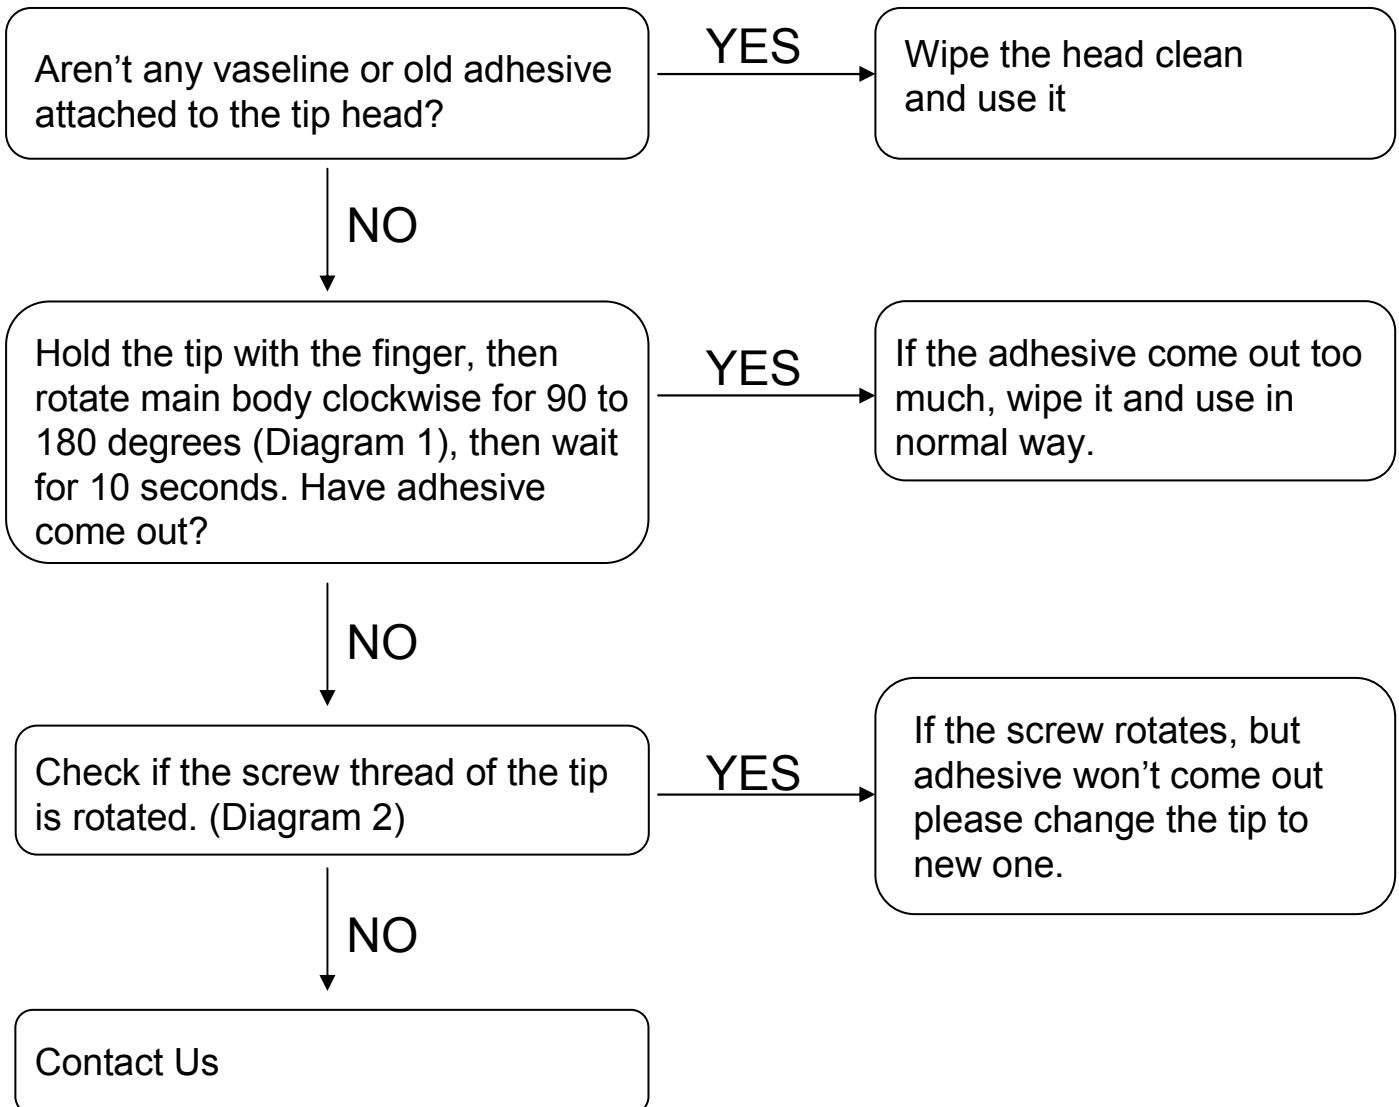 Aren’t any vaseline or old adhesive
attached to the tip head?
YES
Wipe the head clean
and use it
NO
Hold the tip with the finger, then
rotate main body clockwise for 90 to
180 degrees (Diagram 1), then wait
for 10 seconds. Have adhesive
come out?
YES
If the adhesive come out too
much, wipe it and use in
normal way.
NO
Check if the screw thread of the tip
is rotated. (Diagram 2)
YES
If the screw rotates, but
adhesive won’t come out
please change the tip to
new one.
NO
Contact Us